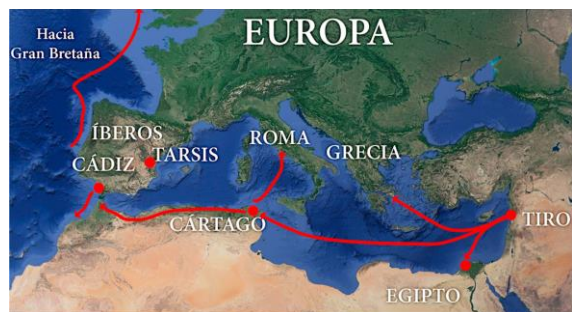 Hacia
Gran Bretaña
EUROPA
ÍBEROS
TARSIS
CÁDIZ
ROMA
GRECIA
CÁRTAGO
TIRO
EGIPTO